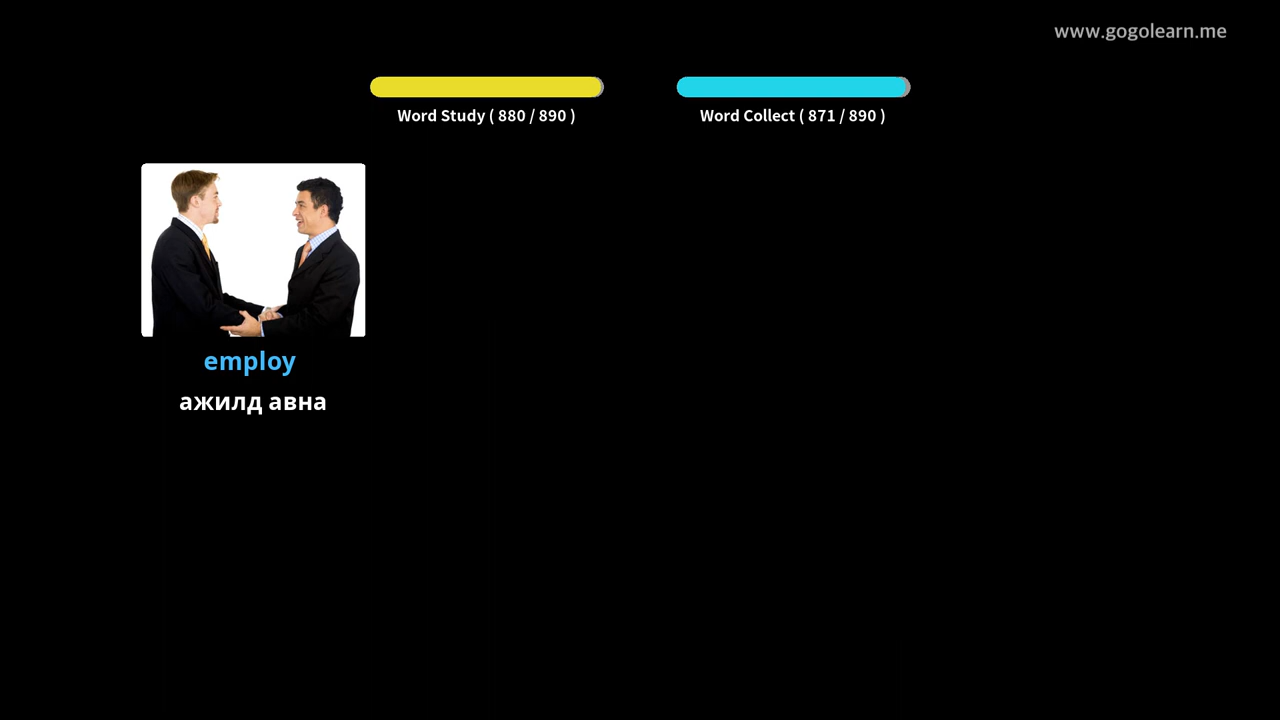 www.gogolearn.me
Word Study ( 880 / 890 )
Word Collect ( 871 / 890 )
employ
ажилд авна